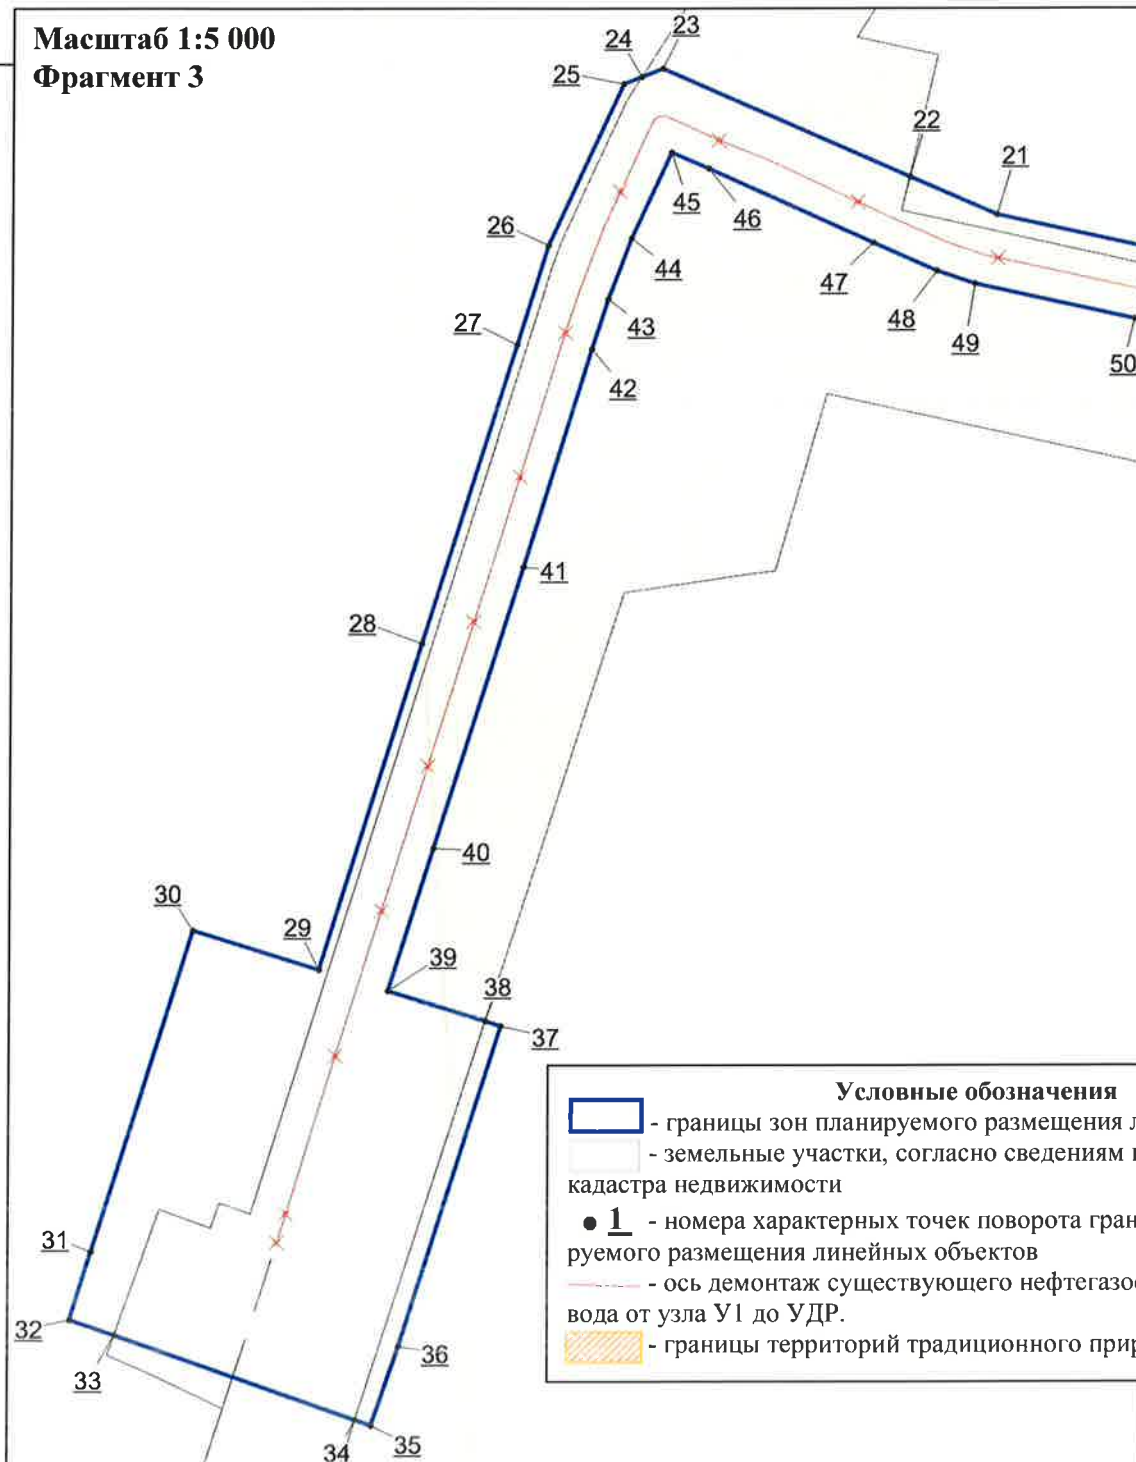 Масштаб 1:5 000
Фрагмент 3
23
24
25
22
21
45
46
26
44
47
43
48
49
27
50
42
41
28
40
30
29
39
38
37
Условные обозначения
- границы зон планируемого размещения
- земельные участки, согласно сведениям
кадастра недвижимости
1 - номера характерных точек поворота
руемого размещения линейных объектов
- ось демонтаж существующего
вода от узла У1 до УДР.
- границы территорий традиционного
31
32
36
33
35
34